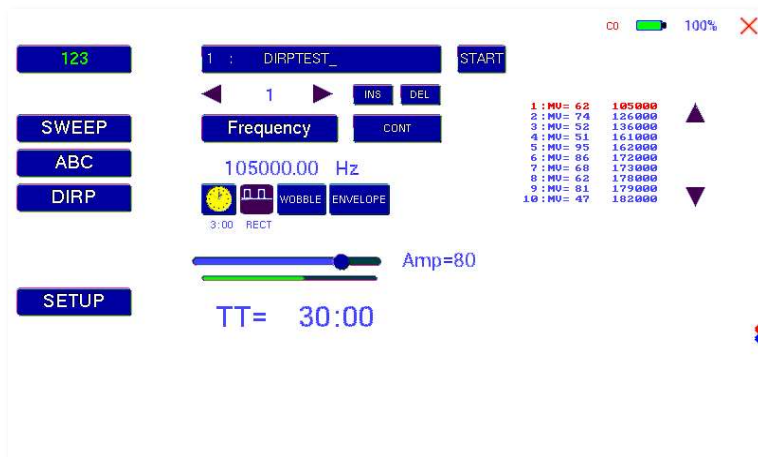 C0 100%
123
1 : DIRPTEST_ START
1 INS DEL
SWEEP
Frequency CONT
ABC
105000.00 Hz
DIRP
WOBBLE ENVELOPE
3:00 RECT
Amp=80
SETUP
TT= 30:00
1:MV= 62 105000
2:MV= 74 126000
3:MV= 52 136000
4:MV= 51 161000
5:MV= 95 162000
6:MV= 86 172000
7:MV= 68 173000
8:MV= 62 178000
9:MV= 81 179000
10:MV= 47 182000